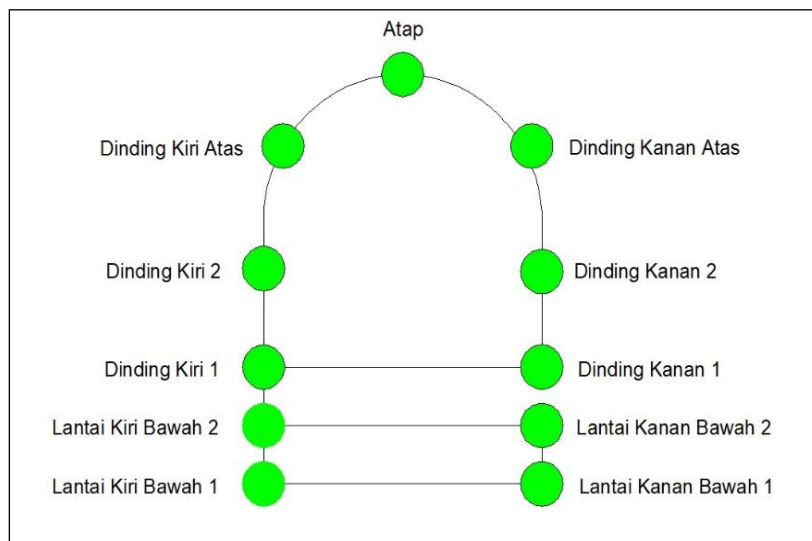 Atap
Dinding Kiri Atas
Dinding Kanan Atas
Dinding Kiri 2
Dinding Kanan 2
Dinding Kiri 1
Dinding Kanan 1
Lantai Kiri Bawah 2
Lantai Kanan Bawah 2
Lantai Kiri Bawah 1
Lantai Kanan Bawah 1